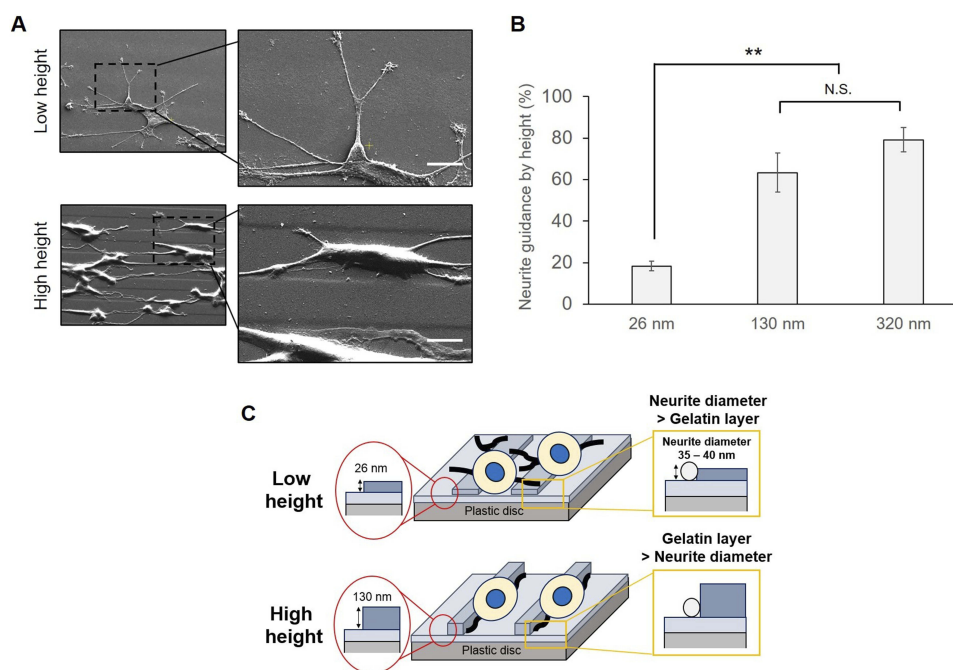 A
Low height
High height
B
**
N.S.
Neurite guidance by height (%)
100
80
60
40
20
0
26 nm
130 nm
320 nm
C
Low
height
26 nm
Plastic disc
Neurite diameter
> Gelatin layer
Neurite diameter
35 – 40 nm
High
height
130 nm
Plastic disc
Gelatin layer
> Neurite diameter